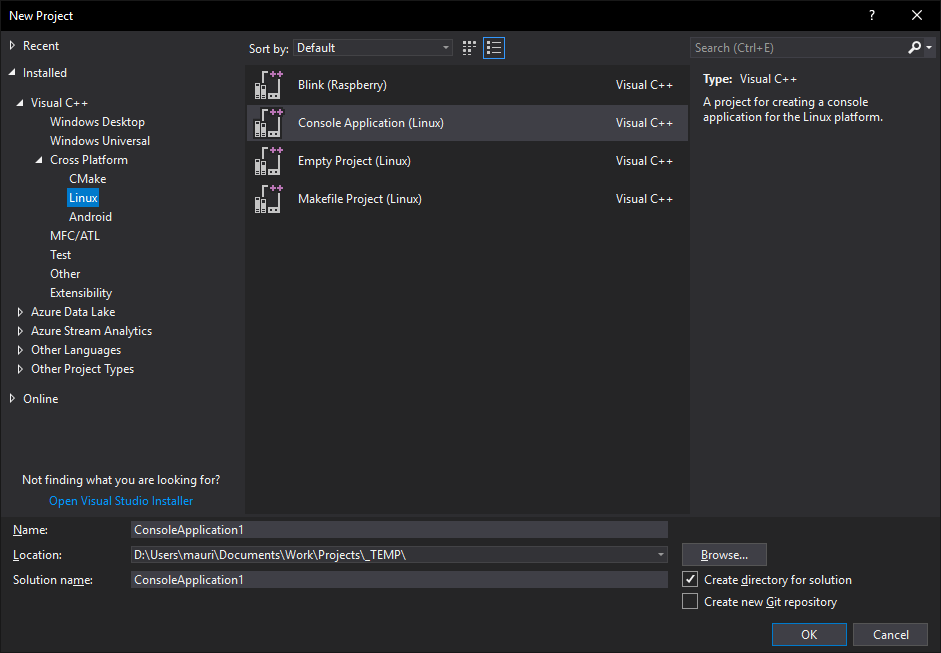 New Project
?
Recent
Installed
Visual C++
Windows Desktop
Windows Universal
Cross Platform
CMake
Linux
Android
MFC/ATL
Test
Other
Extensibility
Azure Data Lake
Azure Stream Analytics
Other Languages
Other Project Types
Online
Not finding what you are looking for?
Open Visual Studio Installer
Sort by: Default
Blink (Raspberry) Visual C++
Console Application (Linux) Visual C++
Empty Project (Linux) Visual C++
Makefile Project (Linux) Visual C++
Search (Ctrl+E)
Type: Visual C++
A project for creating a console
application for the Linux platform.
Name: ConsoleApplication1
Location: D:\Users\mauri\Documents\Work\Projects\_TEMP\
Browse...
Solution name: ConsoleApplication1
Create directory for solution
Create new Git repository
OK
Cancel